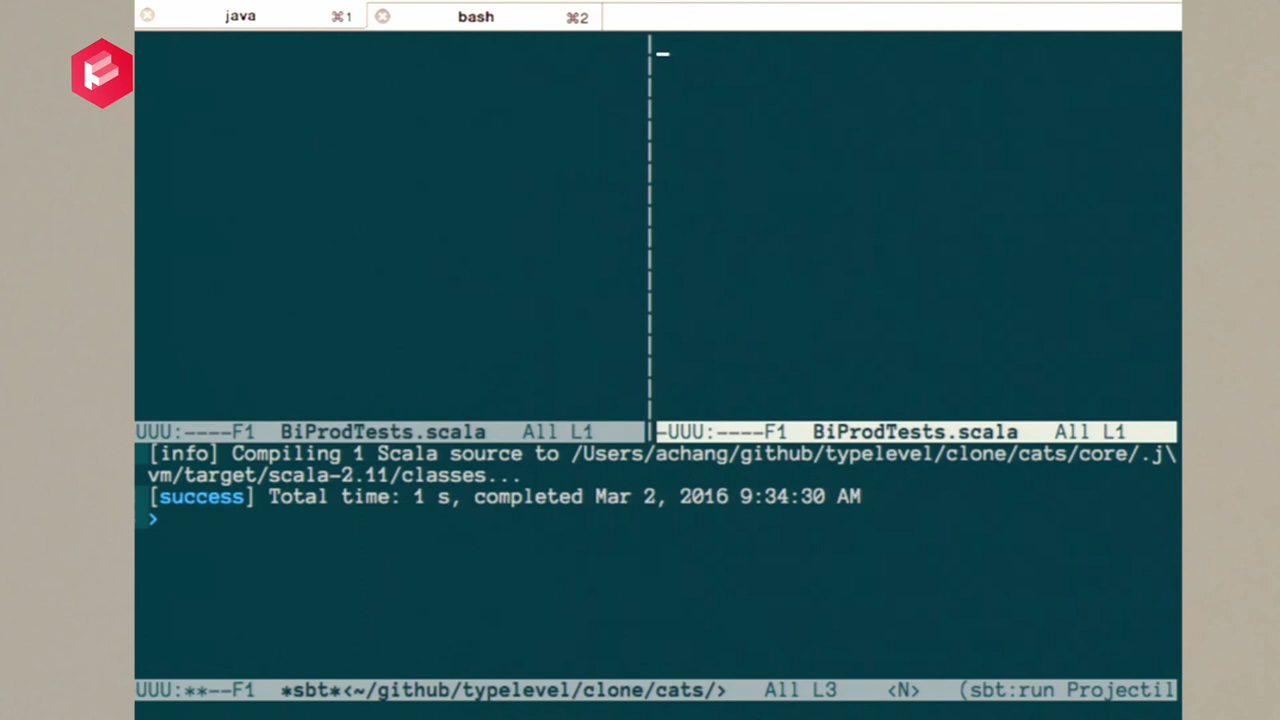 java ⌘1 bash ⌘2
UUU:----F1 BiProdTests.scala All L1
-UUU:----F1 BiProdTests.scala All L1
[info] Compiling 1 Scala source to /Users/achang/github/typelevel/clone/cats/core/.j\
vm/target/scala-2.11/classes...
[success] Total time: 1 s, completed Mar 2, 2016 9:34:30 AM
>
UUU:**--F1 *sbt*<~/github/typelevel/clone/cats/> All L3 <N> (sbt:run Projectil